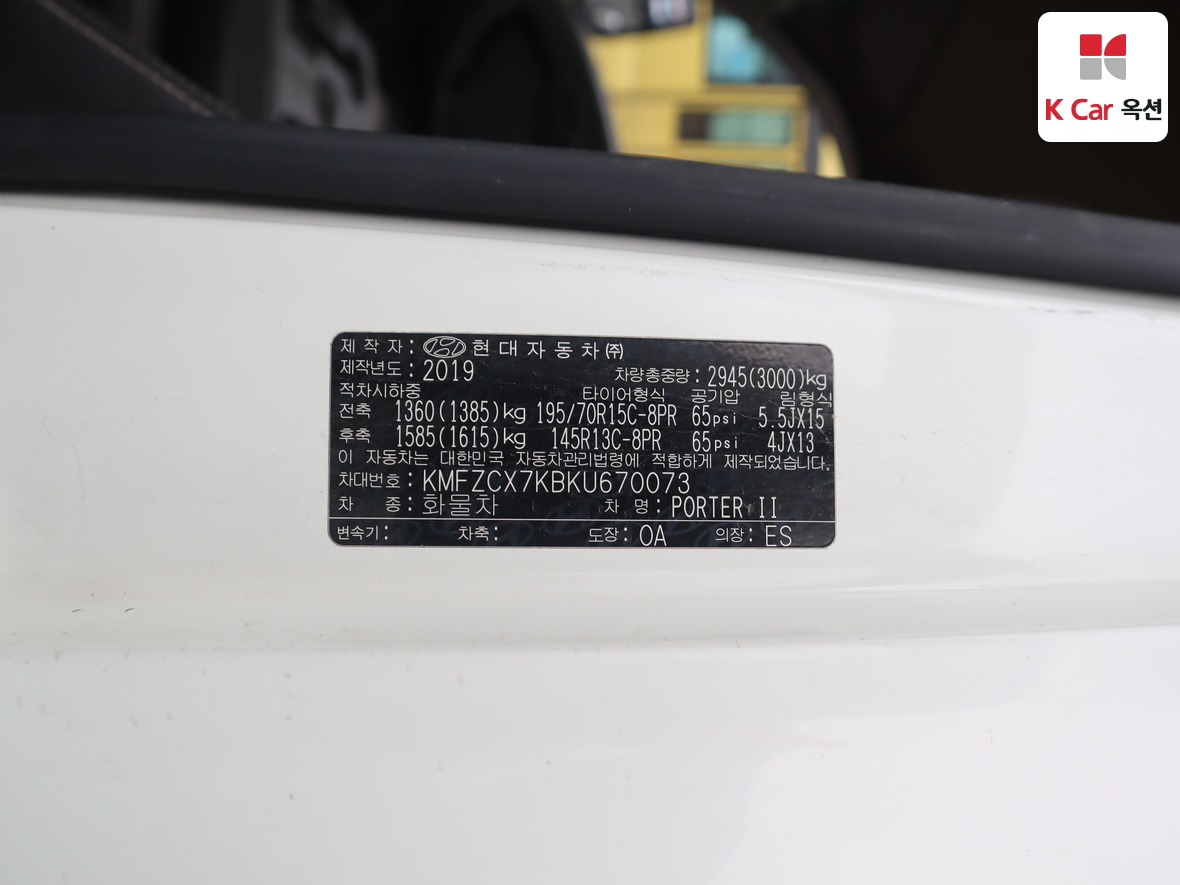 K Car 옥션
제 작 자 : 현 대 자 동 차 ㈜
제작년도 : 2019 차량총중량 : 2945(3000)kg
적차시하중 타이어형식 공기압 림형식
전축 1360(1385)kg 195/70R15C-8PR 65psi 5.5JX15
후축 1585(1615)kg 145R13C-8PR 65psi 4JX13
이 자동차는 대한민국 자동차관리법령에 적합하게 제작되었습니다.
차대번호 : KMFZCX7KBKU670073
차 종 : 화물차 차 명 : PORTER II
변속기 : 차축 : 도장 : OA 의장 : ES